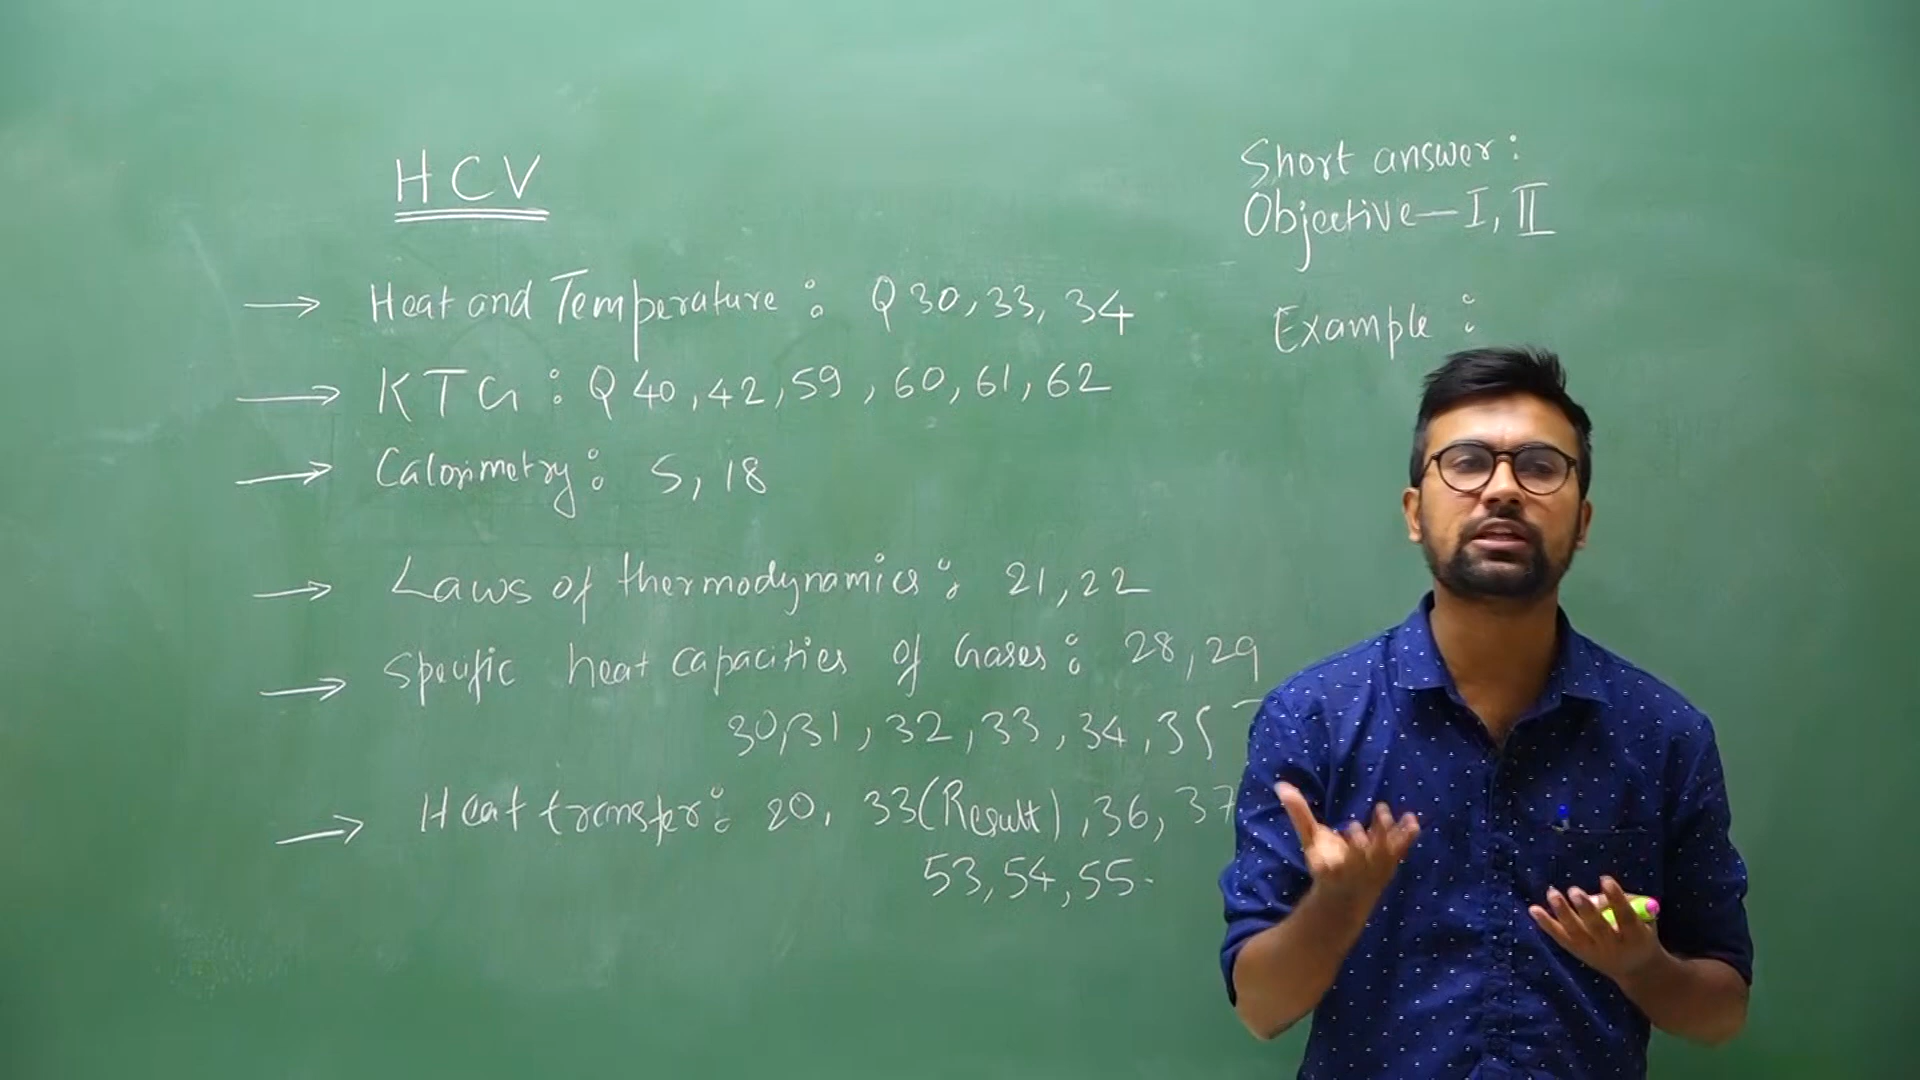 HCV
→ Heat and Temperature : Q 30, 33, 34
→ KTG : Q 40, 42, 59, 60, 61, 62
→ Calorimetry : 5, 18
→ Laws of thermodynamics : 21, 22
→ Specific heat capacities of Gases : 28, 29
30, 31, 32, 33, 34, 35
→ Heat transfer : 20, 33 (Result), 36, 37
53, 54, 55.
Short answer :
Objective — I, II
Example :